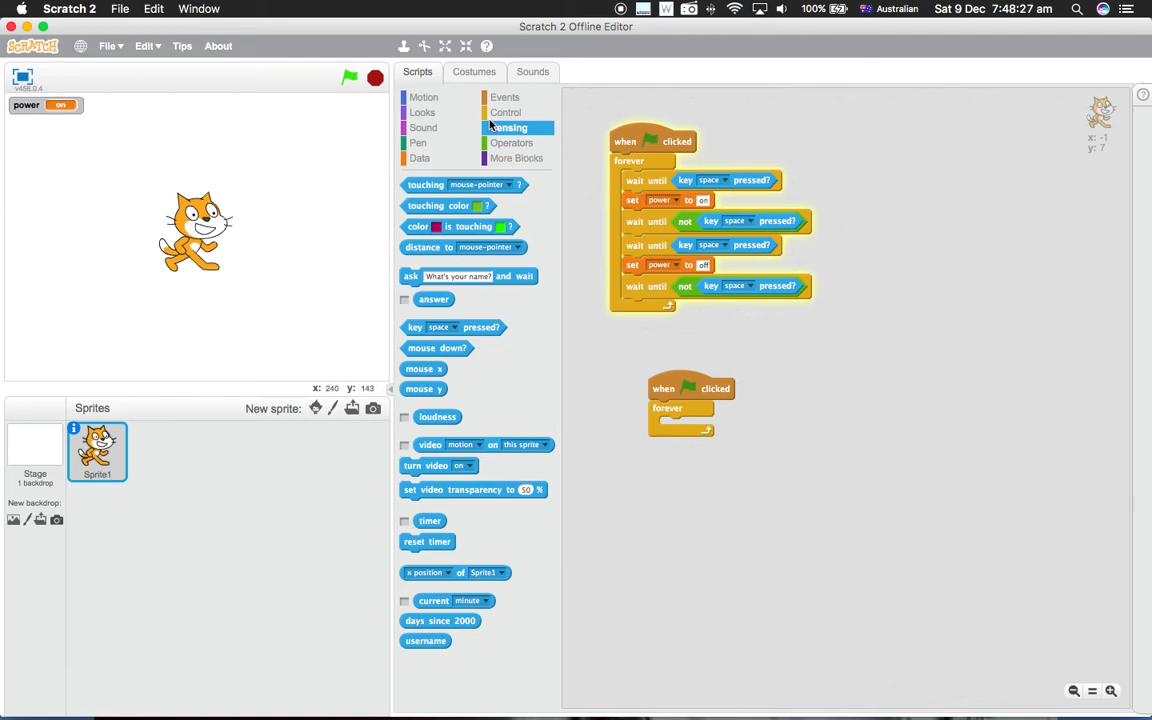 Scratch 2 File Edit Window 100% Australian Sat 9 Dec 7:48:27 am
Scratch 2 Offline Editor
SCRATCH File Edit Tips About
v456.0.4
power on
x: 240 y: 143
Sprites New sprite:
Stage
1 backdrop
Sprite1
New backdrop:
Scripts Costumes Sounds
Motion Events
Looks Control
Sound Sensing
Pen Operators
Data More Blocks
touching mouse-pointer ?
touching color ?
color is touching ?
distance to mouse-pointer
ask What's your name? and wait
answer
key space pressed?
mouse down?
mouse x
mouse y
loudness
video motion on this sprite
turn video on
set video transparency to 50 %
timer
reset timer
x position of Sprite1
current minute
days since 2000
username
when clicked
forever
wait until key space pressed?
set power to on
wait until not key space pressed?
wait until key space pressed?
set power to off
wait until not key space pressed?
when clicked
forever
x: -1
y: 7